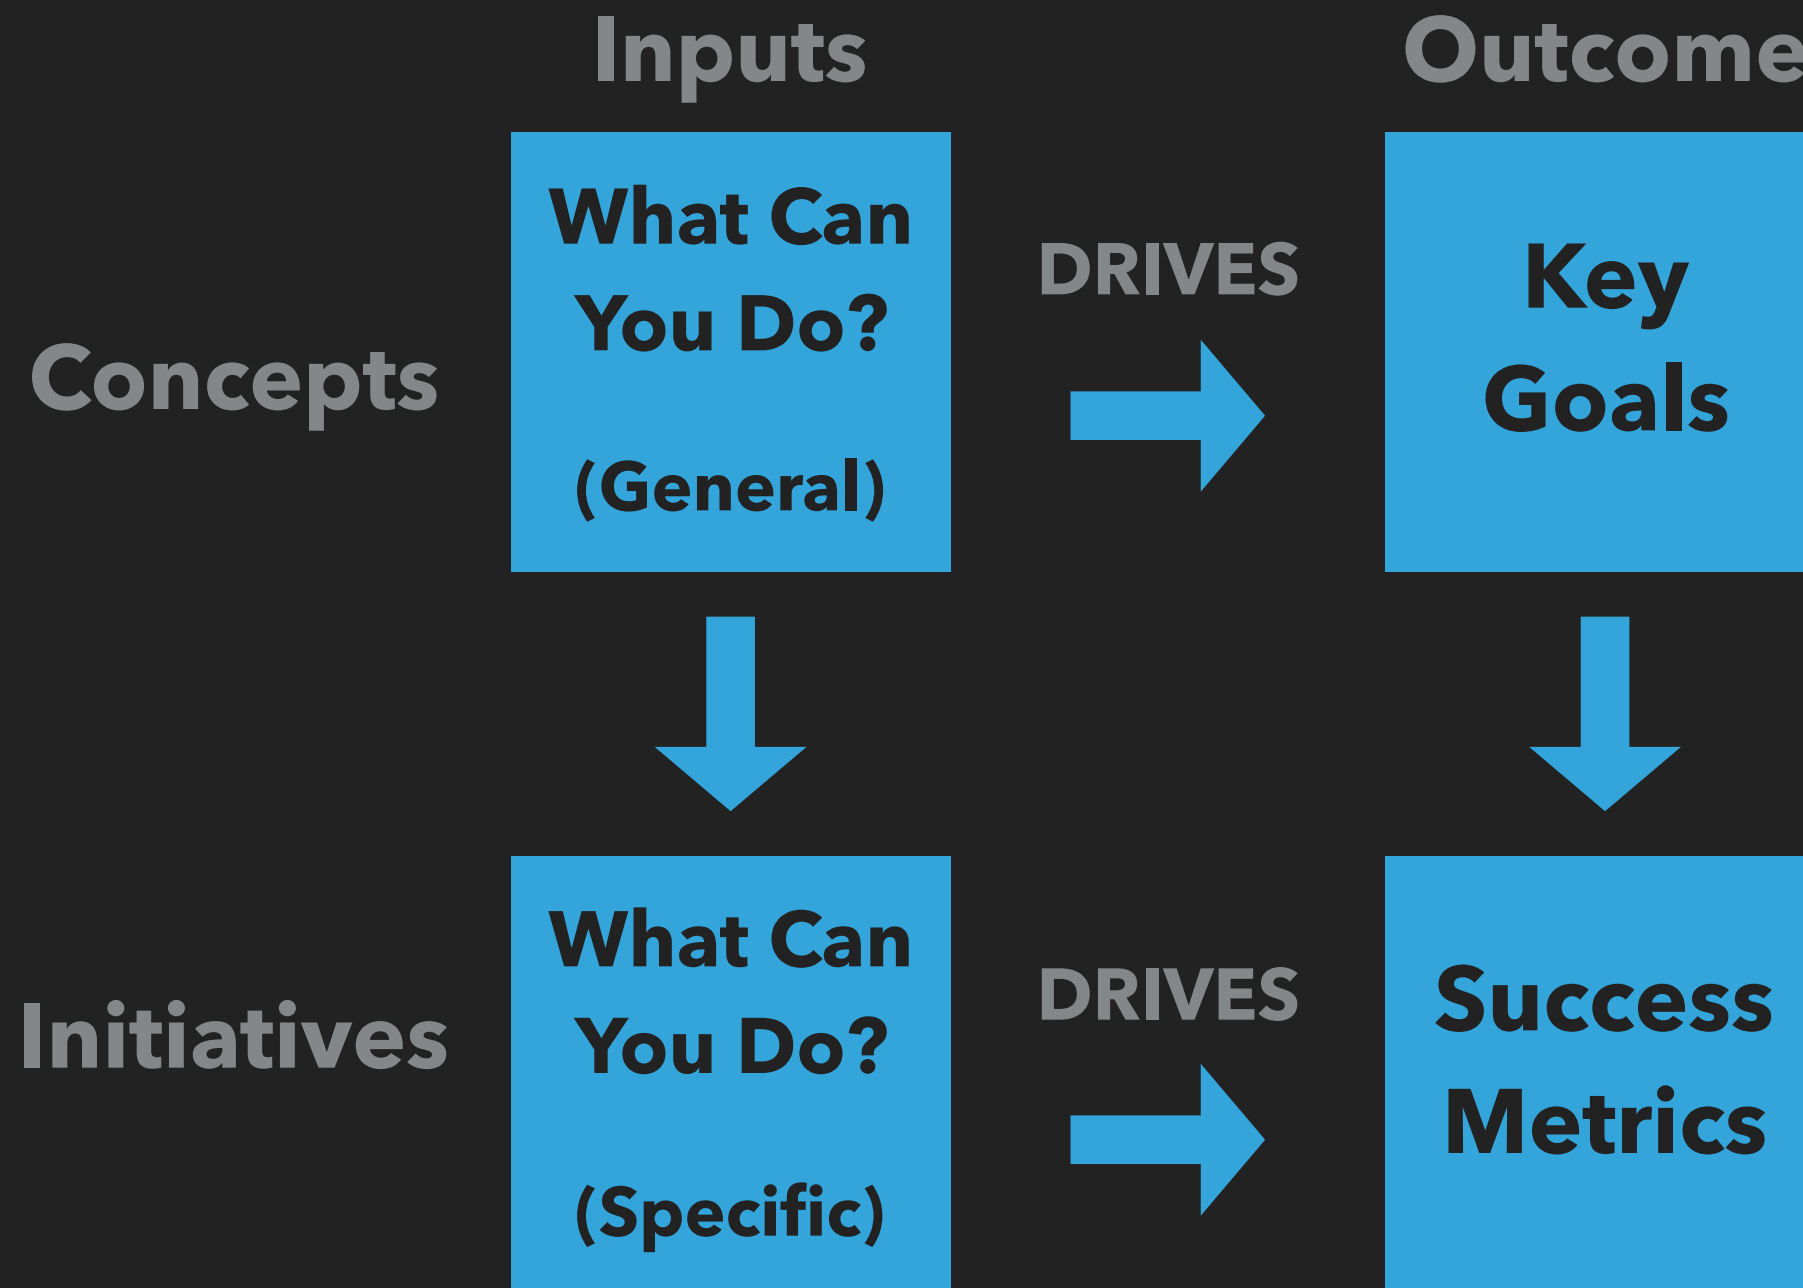 Inputs
Outcome
Concepts
What Can
You Do?
(General)
DRIVES
Key
Goals
Initiatives
What Can
You Do?
(Specific)
DRIVES
Success
Metrics